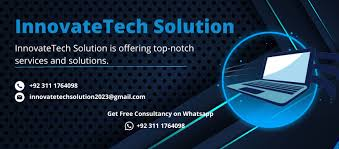 InnovateTech Solution
InnovateTech Solution is offering top-notch
services and solutions.
+92 311 1764098
innovatetechsolution2023@gmail.com
Get Free Consultancy on Whatsapp
+92 311 1764098